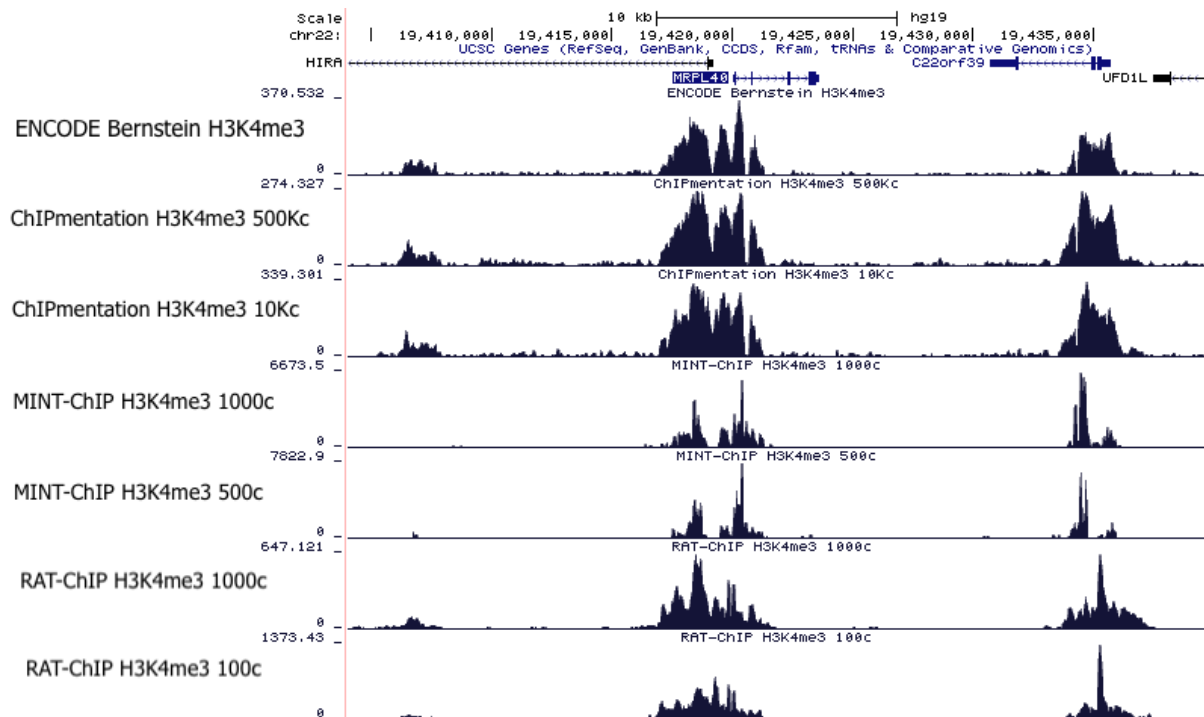 Scale 10 kb hg19
chr22: 19,410,000 19,415,000 19,420,000 19,425,000 19,430,000 19,435,000
UCSC Genes (RefSeq, GenBank, CCDS, Rfam, tRNAs & Comparative Genomics)
HIRA C22orf39
MRPL40 UFD1L
ENCODE Bernstein H3K4me3
370.532 _
ENCODE Bernstein H3K4me3
0 _
ChIPmentation H3K4me3 500Kc
274.327 _
ChIPmentation H3K4me3 500Kc
0 _
ChIPmentation H3K4me3 10Kc
339.301 _
ChIPmentation H3K4me3 10Kc
0 _
MINT-ChIP H3K4me3 1000c
6673.5 _
MINT-ChIP H3K4me3 1000c
0 _
MINT-ChIP H3K4me3 500c
7822.9 _
MINT-ChIP H3K4me3 500c
0 _
RAT-ChIP H3K4me3 1000c
647.121 _
RAT-ChIP H3K4me3 1000c
0 _
RAT-ChIP H3K4me3 100c
1373.43 _
RAT-ChIP H3K4me3 100c
0 _